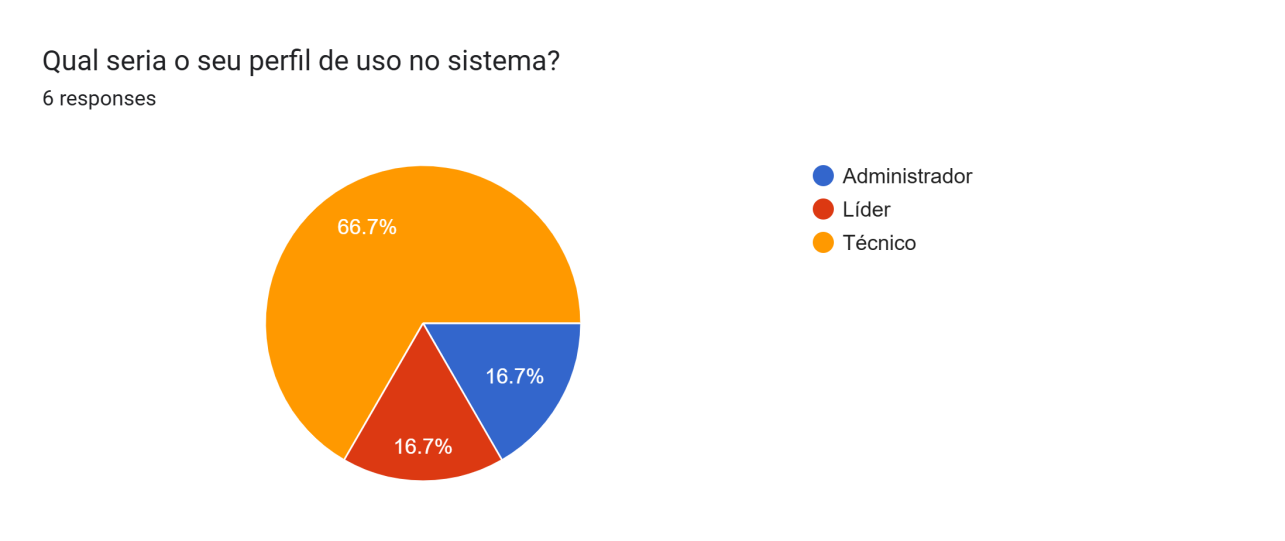 Qual seria o seu perfil de uso no sistema?
6 responses
66.7%
16.7%
16.7%
Administrador
Líder
Técnico